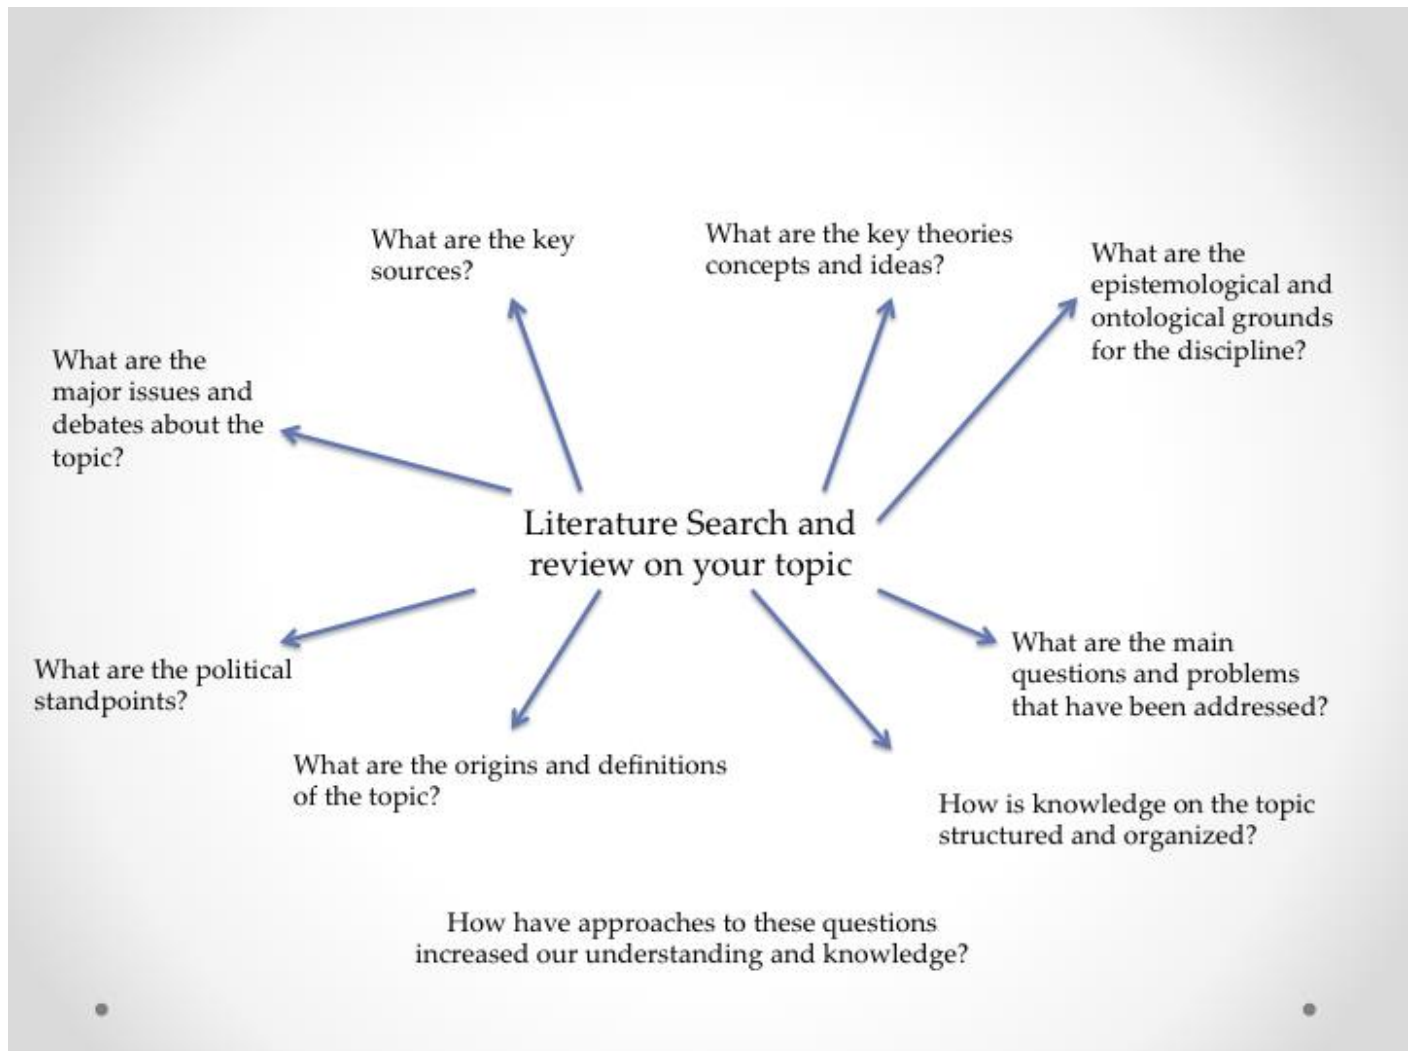 What are the key
sources?
What are the key theories
concepts and ideas?
What are the
epistemological and
ontological grounds
for the discipline?
What are the
major issues and
debates about the
topic?
Literature Search and
review on your topic
What are the political
standpoints?
What are the main
questions and problems
that have been addressed?
What are the origins and definitions
of the topic?
How is knowledge on the topic
structured and organized?
How have approaches to these questions
increased our understanding and knowledge?